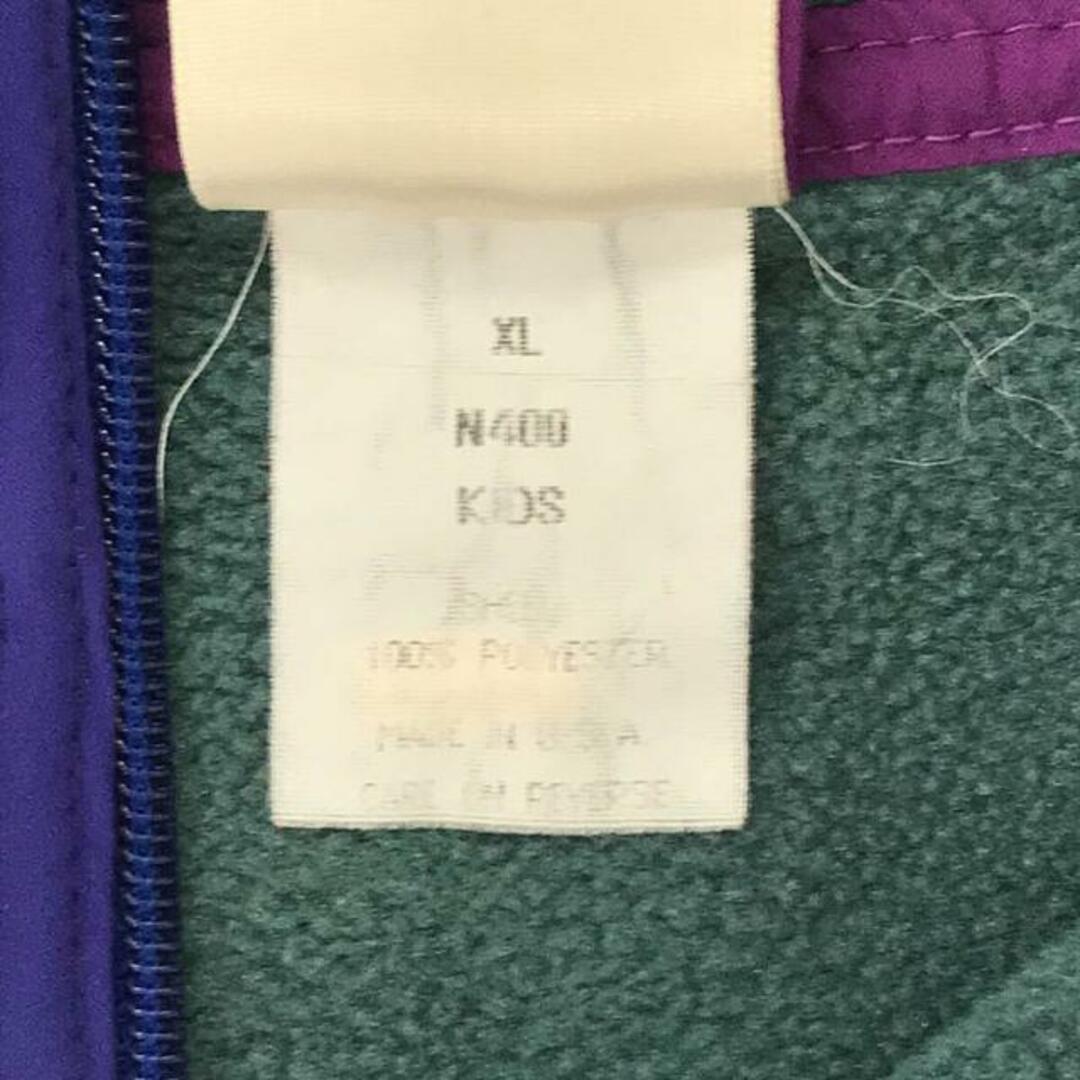 XL
N400
KIDS
100% POLYESTER
MADE IN U.S.A.
CARE ON REVERSE